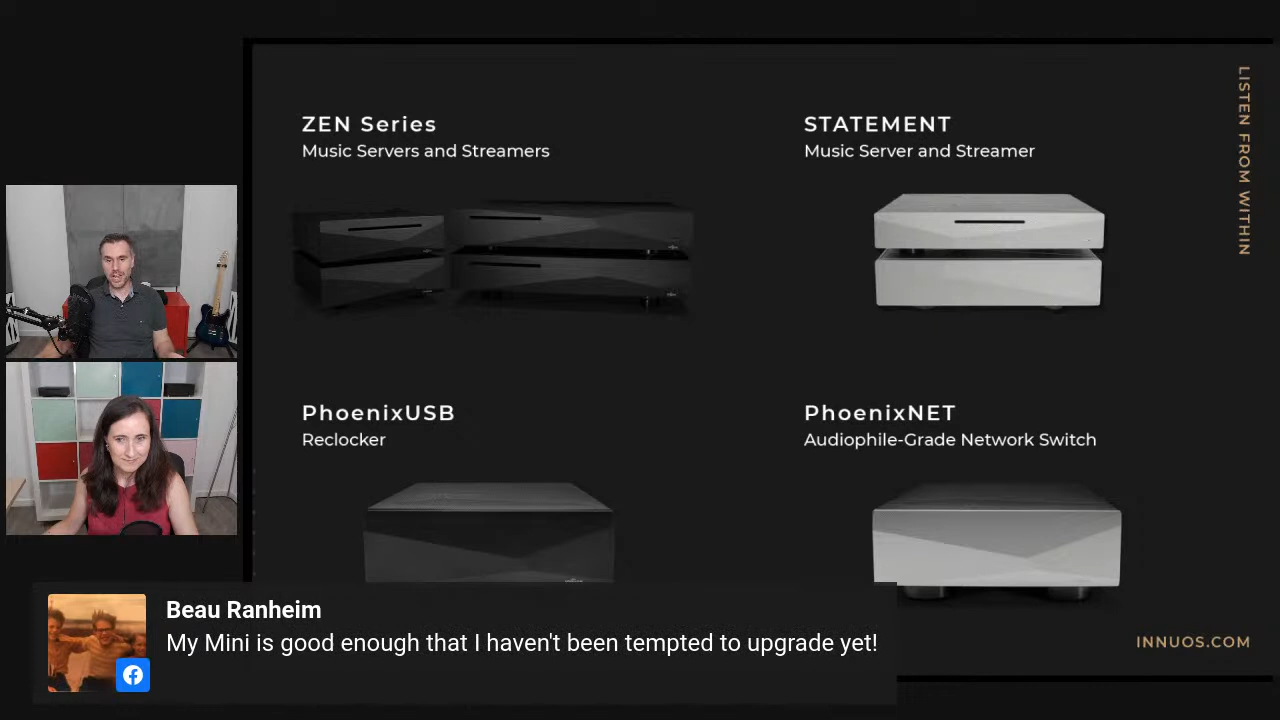 ZEN Series
Music Servers and Streamers
STATEMENT
Music Server and Streamer
LISTEN FROM WITHIN
PhoenixUSB
Reclocker
PhoenixNET
Audiophile-Grade Network Switch
Beau Ranheim
My Mini is good enough that I haven't been tempted to upgrade yet!
INNUOS.COM